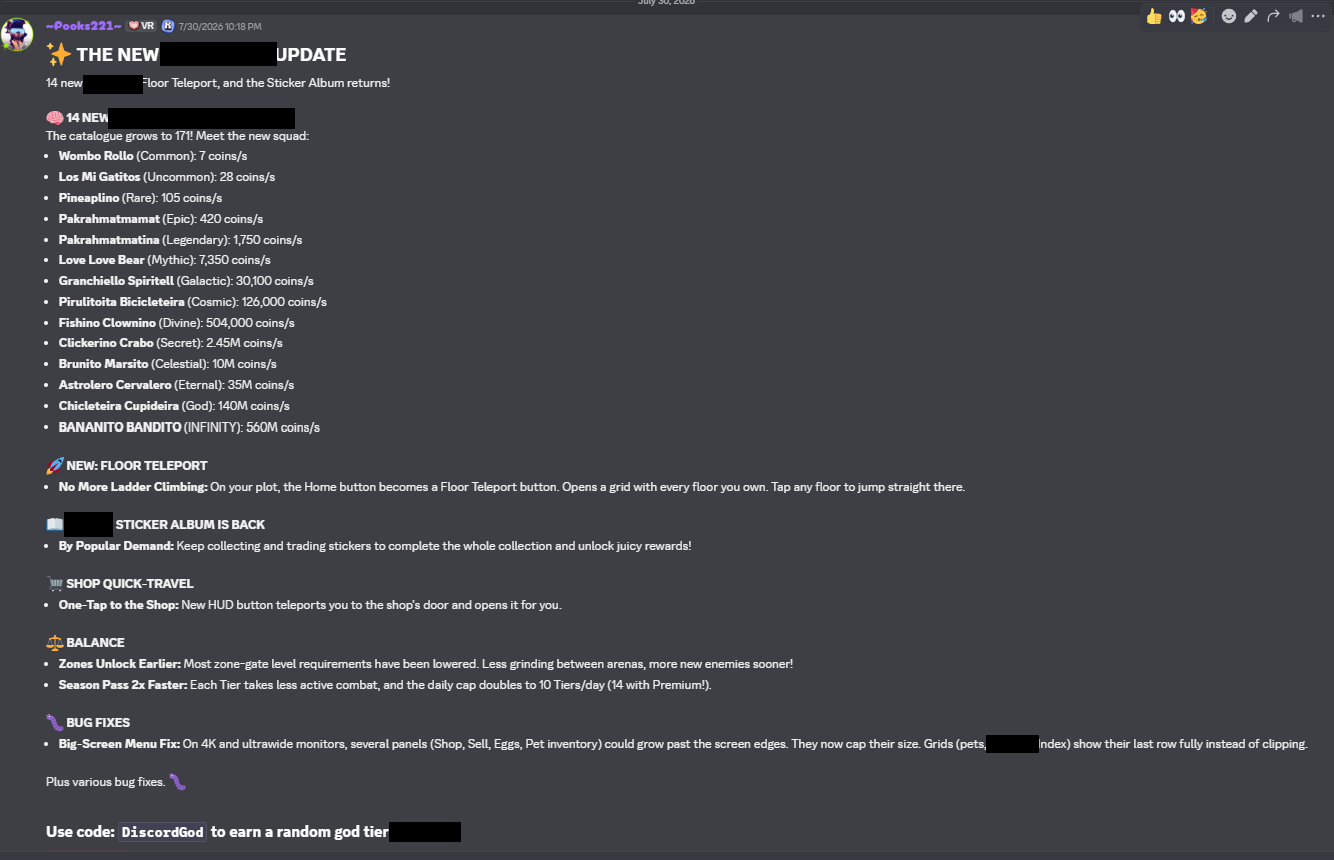 July 30, 2026
~Pooks221~ VR 7/30/2026 10:18 PM
✨ THE NEW UPDATE
14 new Floor Teleport, and the Sticker Album returns!
🧠 14 NEW
The catalogue grows to 171! Meet the new squad:
• Wombo Rollo (Common): 7 coins/s
• Los Mi Gatitos (Uncommon): 28 coins/s
• Pineaplino (Rare): 105 coins/s
• Pakrahmatmamat (Epic): 420 coins/s
• Pakrahmatmatina (Legendary): 1,750 coins/s
• Love Love Bear (Mythic): 7,350 coins/s
• Granchiello Spiritell (Galactic): 30,100 coins/s
• Pirulitoita Bicicleteira (Cosmic): 126,000 coins/s
• Fishino Clownino (Divine): 504,000 coins/s
• Clickerino Crabo (Secret): 2.45M coins/s
• Brunito Marsito (Celestial): 10M coins/s
• Astrolero Cervalero (Eternal): 35M coins/s
• Chicleteira Cupideira (God): 140M coins/s
• BANANITO BANDITO (INFINITY): 560M coins/s
🚀 NEW: FLOOR TELEPORT
• No More Ladder Climbing: On your plot, the Home button becomes a Floor Teleport button. Opens a grid with every floor you own. Tap any floor to jump straight there.
📖 STICKER ALBUM IS BACK
• By Popular Demand: Keep collecting and trading stickers to complete the whole collection and unlock juicy rewards!
🛒 SHOP QUICK-TRAVEL
• One-Tap to the Shop: New HUD button teleports you to the shop's door and opens it for you.
⚖️ BALANCE
• Zones Unlock Earlier: Most zone-gate level requirements have been lowered. Less grinding between arenas, more new enemies sooner!
• Season Pass 2x Faster: Each Tier takes less active combat, and the daily cap doubles to 10 Tiers/day (14 with Premium!).
🐛 BUG FIXES
• Big-Screen Menu Fix: On 4K and ultrawide monitors, several panels (Shop, Sell, Eggs, Pet inventory) could grow past the screen edges. They now cap their size. Grids (pets, index) show their last row fully instead of clipping.
Plus various bug fixes. 🐛
Use code: DiscordGod to earn a random god tier